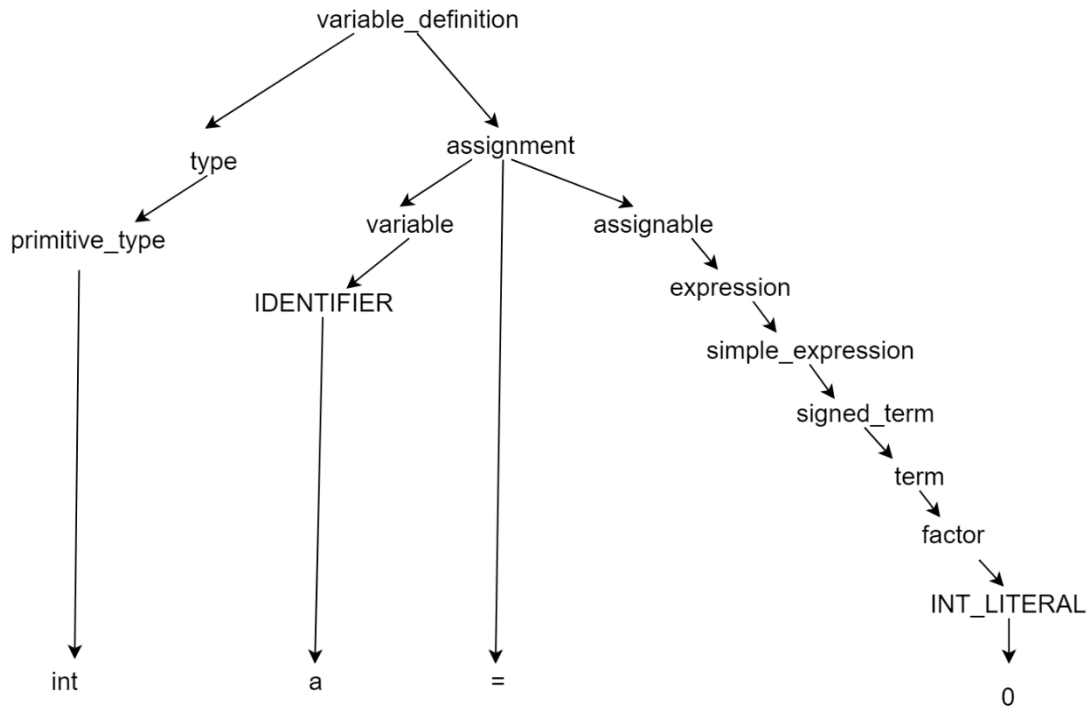 variable_definition
assignment
type
variable
assignable
primitive_type
expression
IDENTIFIER
simple_expression
signed_term
term
factor
INT_LITERAL
int
a
=
0